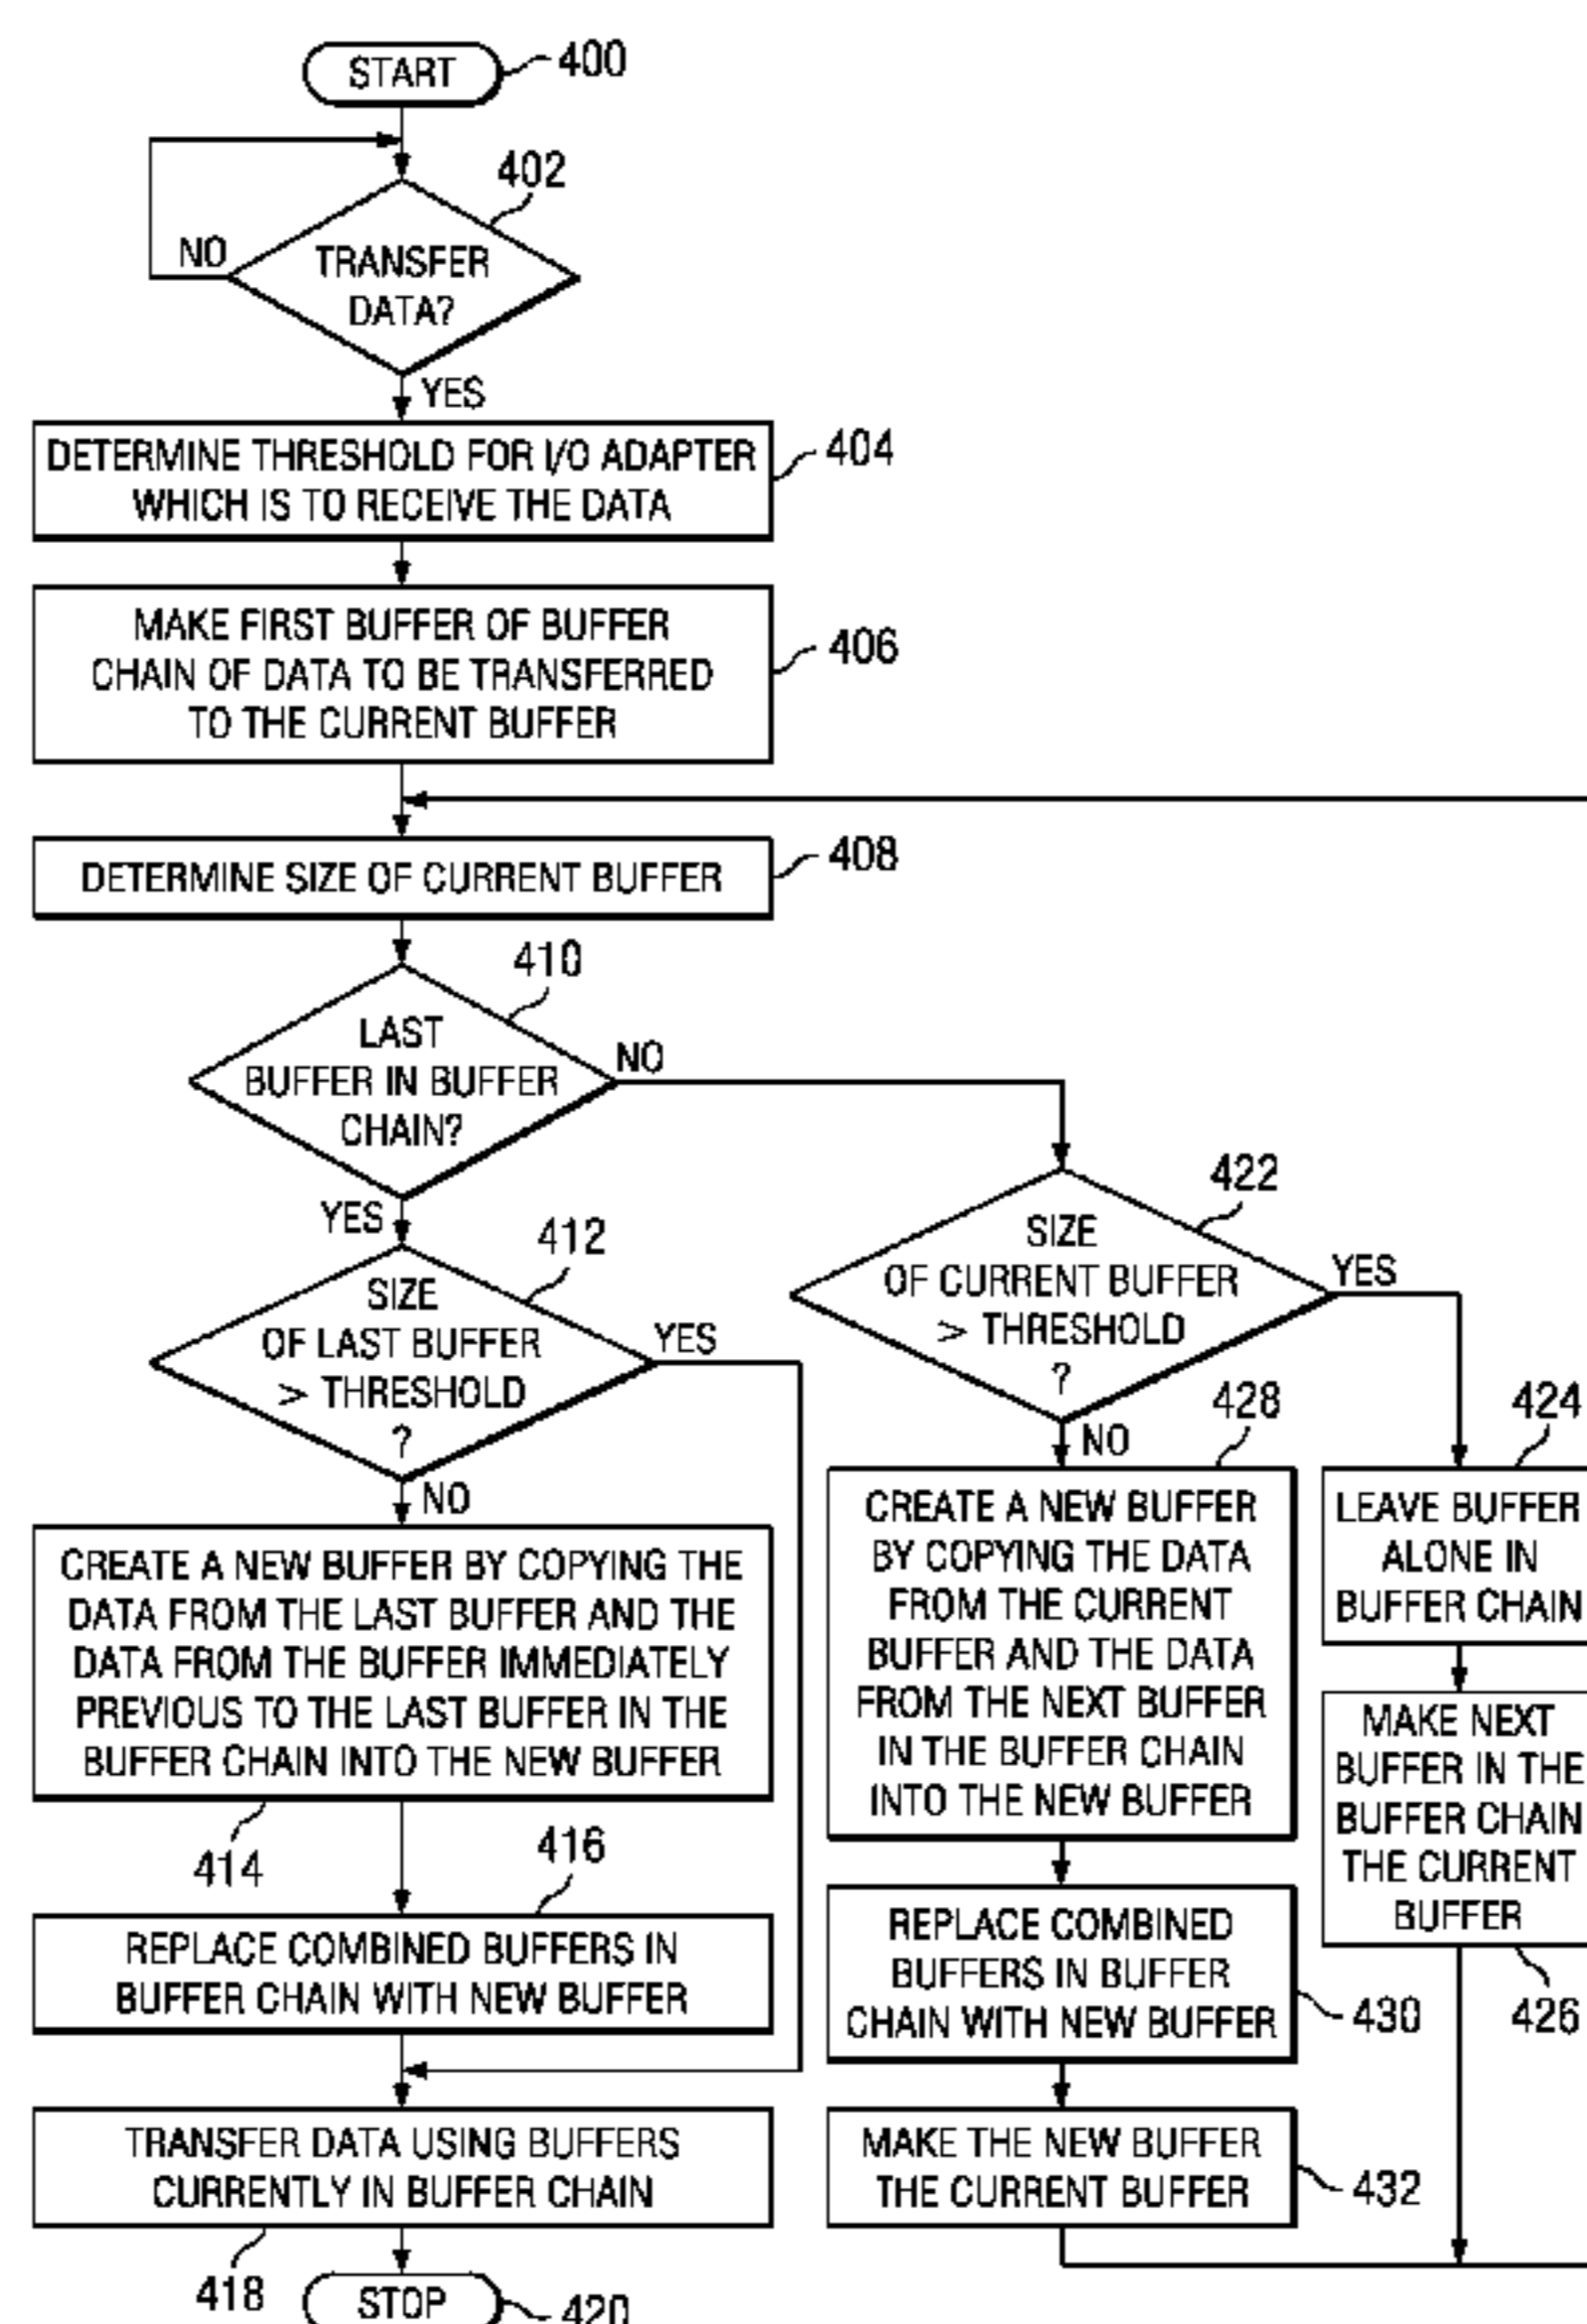 START
400
402
NO
TRANSFER
DATA?
YES
DETERMINE THRESHOLD FOR I/O ADAPTER
WHICH IS TO RECEIVE THE DATA
404
MAKE FIRST BUFFER OF BUFFER
CHAIN OF DATA TO BE TRANSFERRED
TO THE CURRENT BUFFER
406
DETERMINE SIZE OF CURRENT BUFFER
408
410
LAST
BUFFER IN BUFFER
CHAIN?
NO
YES
412
SIZE
OF LAST BUFFER
> THRESHOLD
?
YES
NO
422
SIZE
OF CURRENT BUFFER
> THRESHOLD
?
YES
NO
428
424
CREATE A NEW BUFFER BY COPYING THE
DATA FROM THE LAST BUFFER AND THE
DATA FROM THE BUFFER IMMEDIATELY
PREVIOUS TO THE LAST BUFFER IN THE
BUFFER CHAIN INTO THE NEW BUFFER
414
416
REPLACE COMBINED BUFFERS IN
BUFFER CHAIN WITH NEW BUFFER
TRANSFER DATA USING BUFFERS
CURRENTLY IN BUFFER CHAIN
418
STOP
420
CREATE A NEW BUFFER
BY COPYING THE DATA
FROM THE CURRENT
BUFFER AND THE DATA
FROM THE NEXT BUFFER
IN THE BUFFER CHAIN
INTO THE NEW BUFFER
REPLACE COMBINED
BUFFERS IN BUFFER
CHAIN WITH NEW BUFFER
430
MAKE THE NEW BUFFER
THE CURRENT BUFFER
432
LEAVE BUFFER
ALONE IN
BUFFER CHAIN
MAKE NEXT
BUFFER IN THE
BUFFER CHAIN
THE CURRENT
BUFFER
426